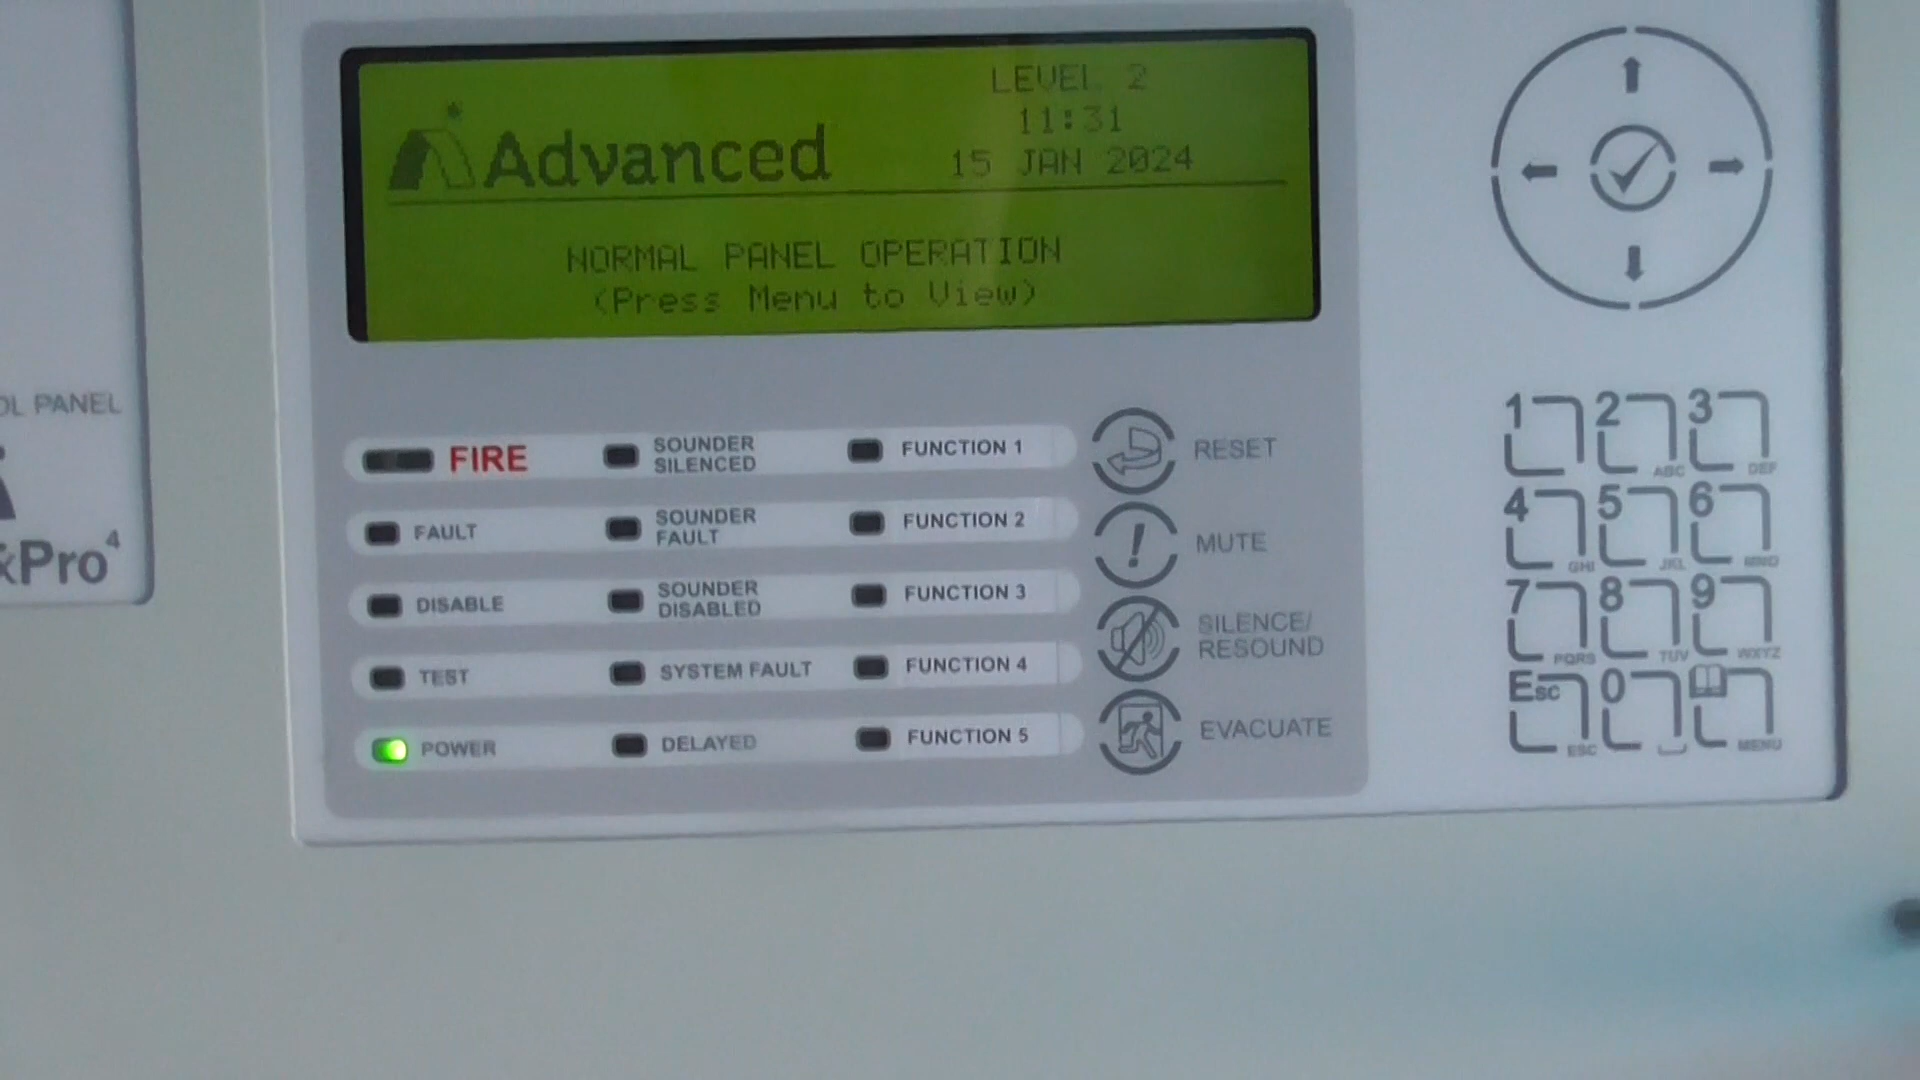 LEVEL 2
11:31
Advanced
15 JAN 2024
NORMAL PANEL OPERATION
(Press Menu to View)
OL PANEL
xPro4
FIRE
SOUNDER
SILENCED
FUNCTION 1
RESET
FAULT
SOUNDER
FAULT
FUNCTION 2
MUTE
DISABLE
SOUNDER
DISABLED
FUNCTION 3
SILENCE/
RESOUND
TEST
SYSTEM FAULT
FUNCTION 4
POWER
DELAYED
FUNCTION 5
EVACUATE
1
2 ABC
3 DEF
4 GHI
5 JKL
6 MNO
7 PQRS
8 TUV
9 WXYZ
Esc ESC
0
MENU